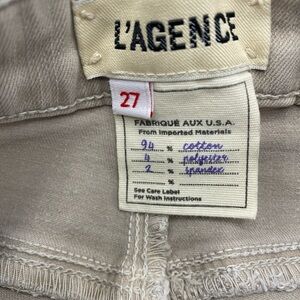 L'AGENCE
27
FABRIQUÉ AUX U.S.A.
From Imported Materials
94 % cotton
4 % polyester
2 % spandex
%
See Care Label
For Wash Instructions